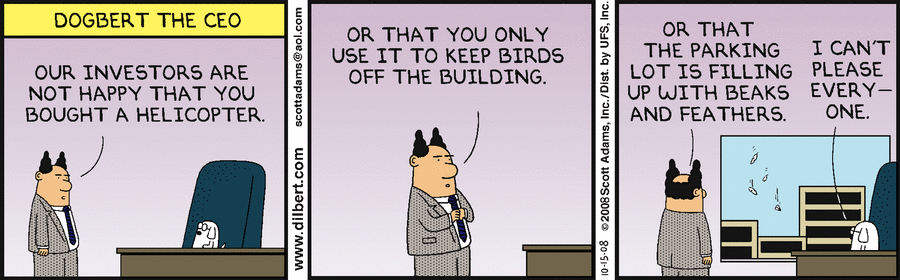 DOGBERT THE CEO
OUR INVESTORS ARE
NOT HAPPY THAT YOU
BOUGHT A HELICOPTER.
www.dilbert.com
scottadams@aol.com
OR THAT YOU ONLY
USE IT TO KEEP BIRDS
OFF THE BUILDING.
10-15-08 © 2008 Scott Adams, Inc./Dist. by UFS, Inc.
OR THAT
THE PARKING
LOT IS FILLING
UP WITH BEAKS
AND FEATHERS.
I CAN'T
PLEASE
EVERY—
ONE.